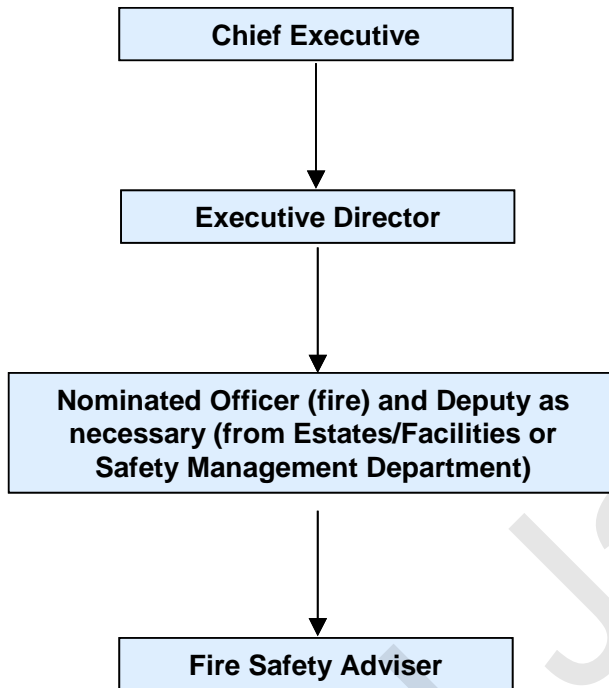 Chief Executive
Executive Director
Nominated Officer (fire) and Deputy as
necessary (from Estates/Facilities or
Safety Management Department)
Fire Safety Adviser